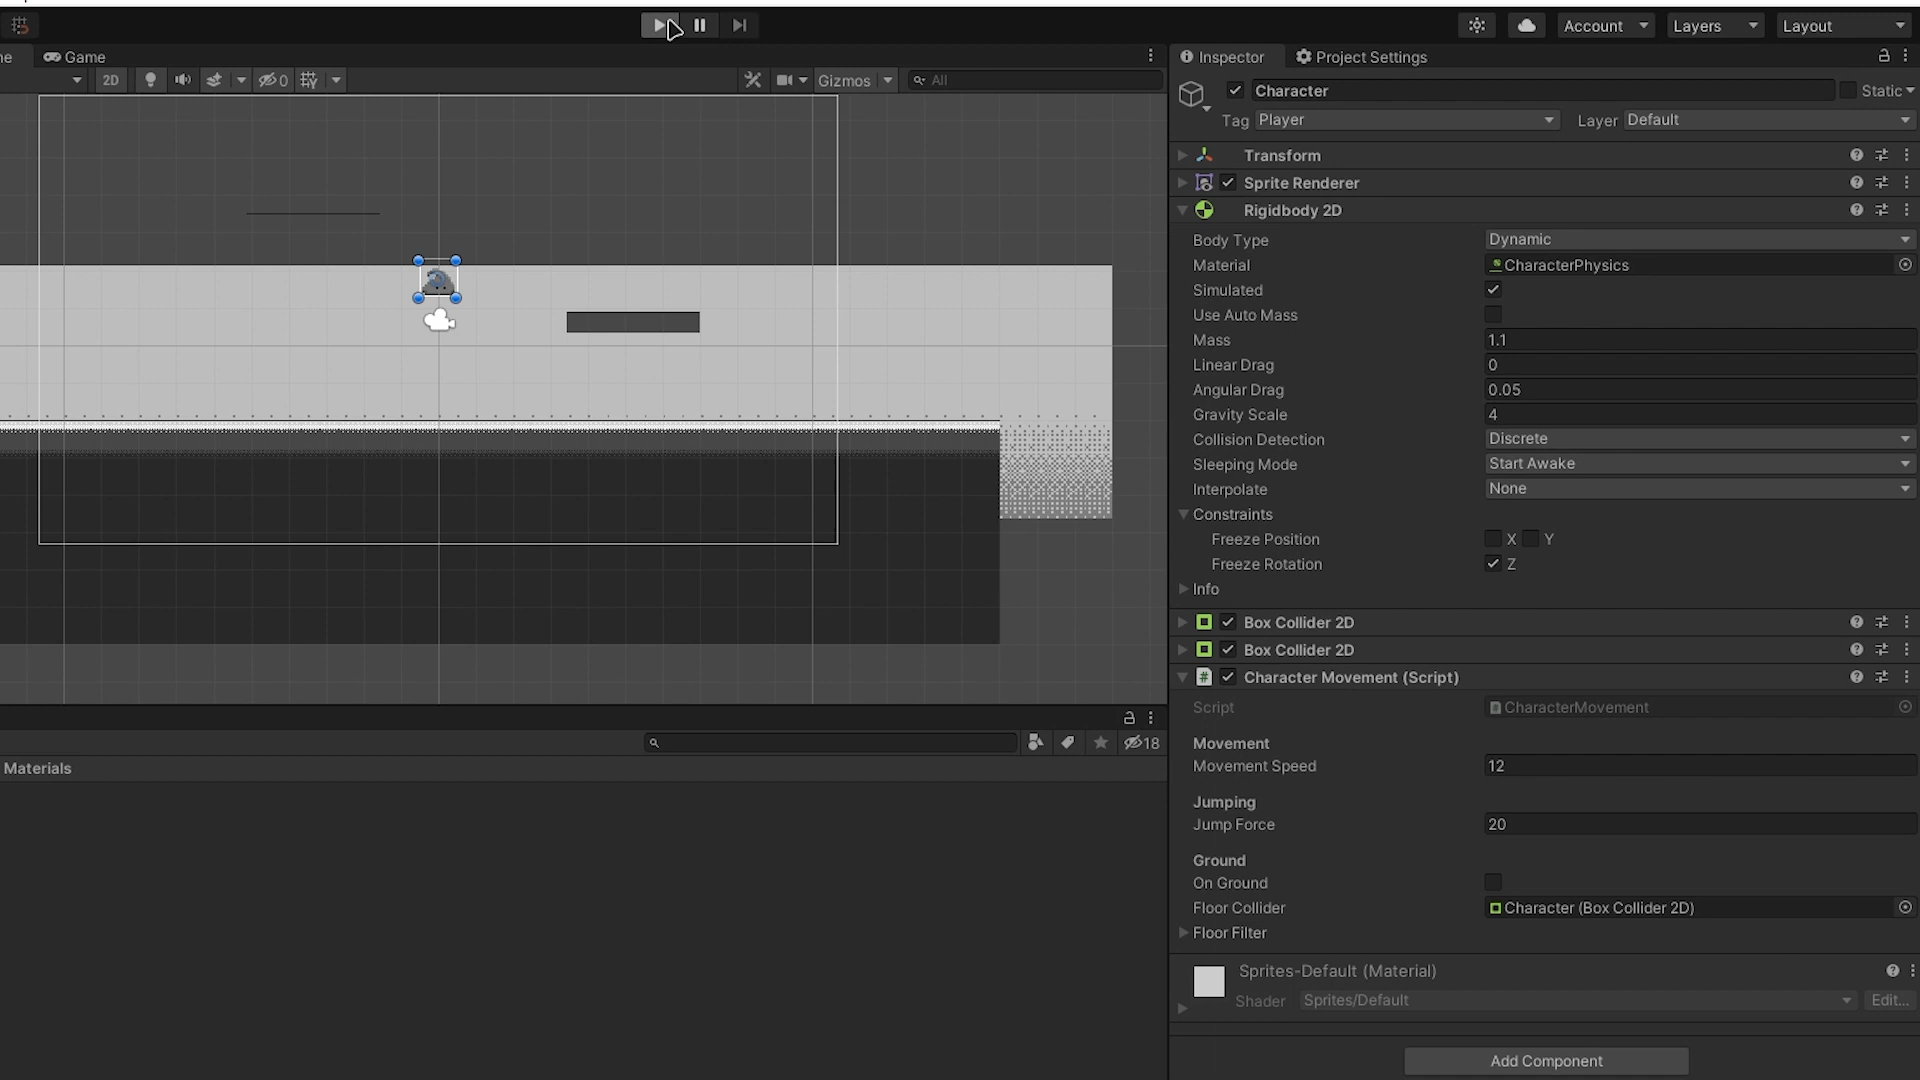 Account
Layers
Layout
ne
Game
Inspector
Project Settings
2D
0
Gizmos
All
Character
Static
Tag Player
Layer Default
Transform
Sprite Renderer
Rigidbody 2D
Body Type Dynamic
Material CharacterPhysics
Simulated
Use Auto Mass
Mass 1.1
Linear Drag 0
Angular Drag 0.05
Gravity Scale 4
Collision Detection Discrete
Sleeping Mode Start Awake
Interpolate None
Constraints
Freeze Position X Y
Freeze Rotation Z
Info
Box Collider 2D
Box Collider 2D
Character Movement (Script)
Script CharacterMovement
18
Movement
Materials
Movement Speed 12
Jumping
Jump Force 20
Ground
On Ground
Floor Collider Character (Box Collider 2D)
Floor Filter
Sprites-Default (Material)
Shader Sprites/Default Edit...
Add Component